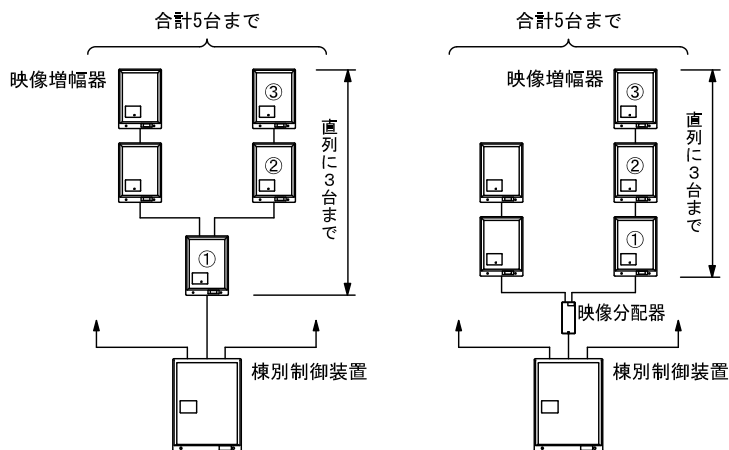 合計5台まで
映像増幅器
③
②
①
直列に3台まで
棟別制御装置
合計5台まで
映像増幅器
③
②
①
直列に3台まで
映像分配器
棟別制御装置